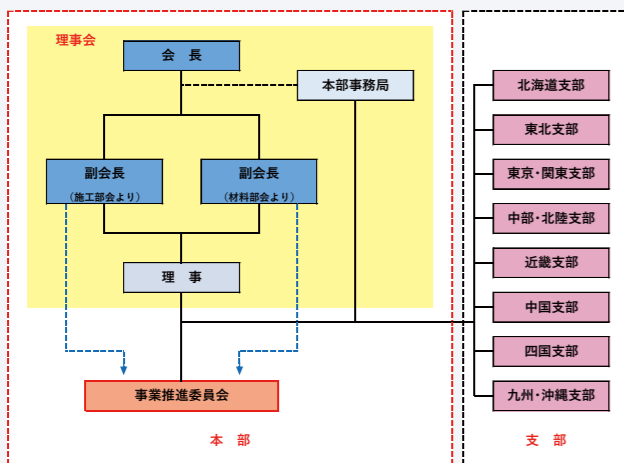 理事会
会 長
本部事務局
副会長
（施工部会より）
副会長
（材料部会より）
理 事
事業推進委員会
本 部
北海道支部
東北支部
東京・関東支部
中部・北陸支部
近畿支部
中国支部
四国支部
九州・沖縄支部
支 部